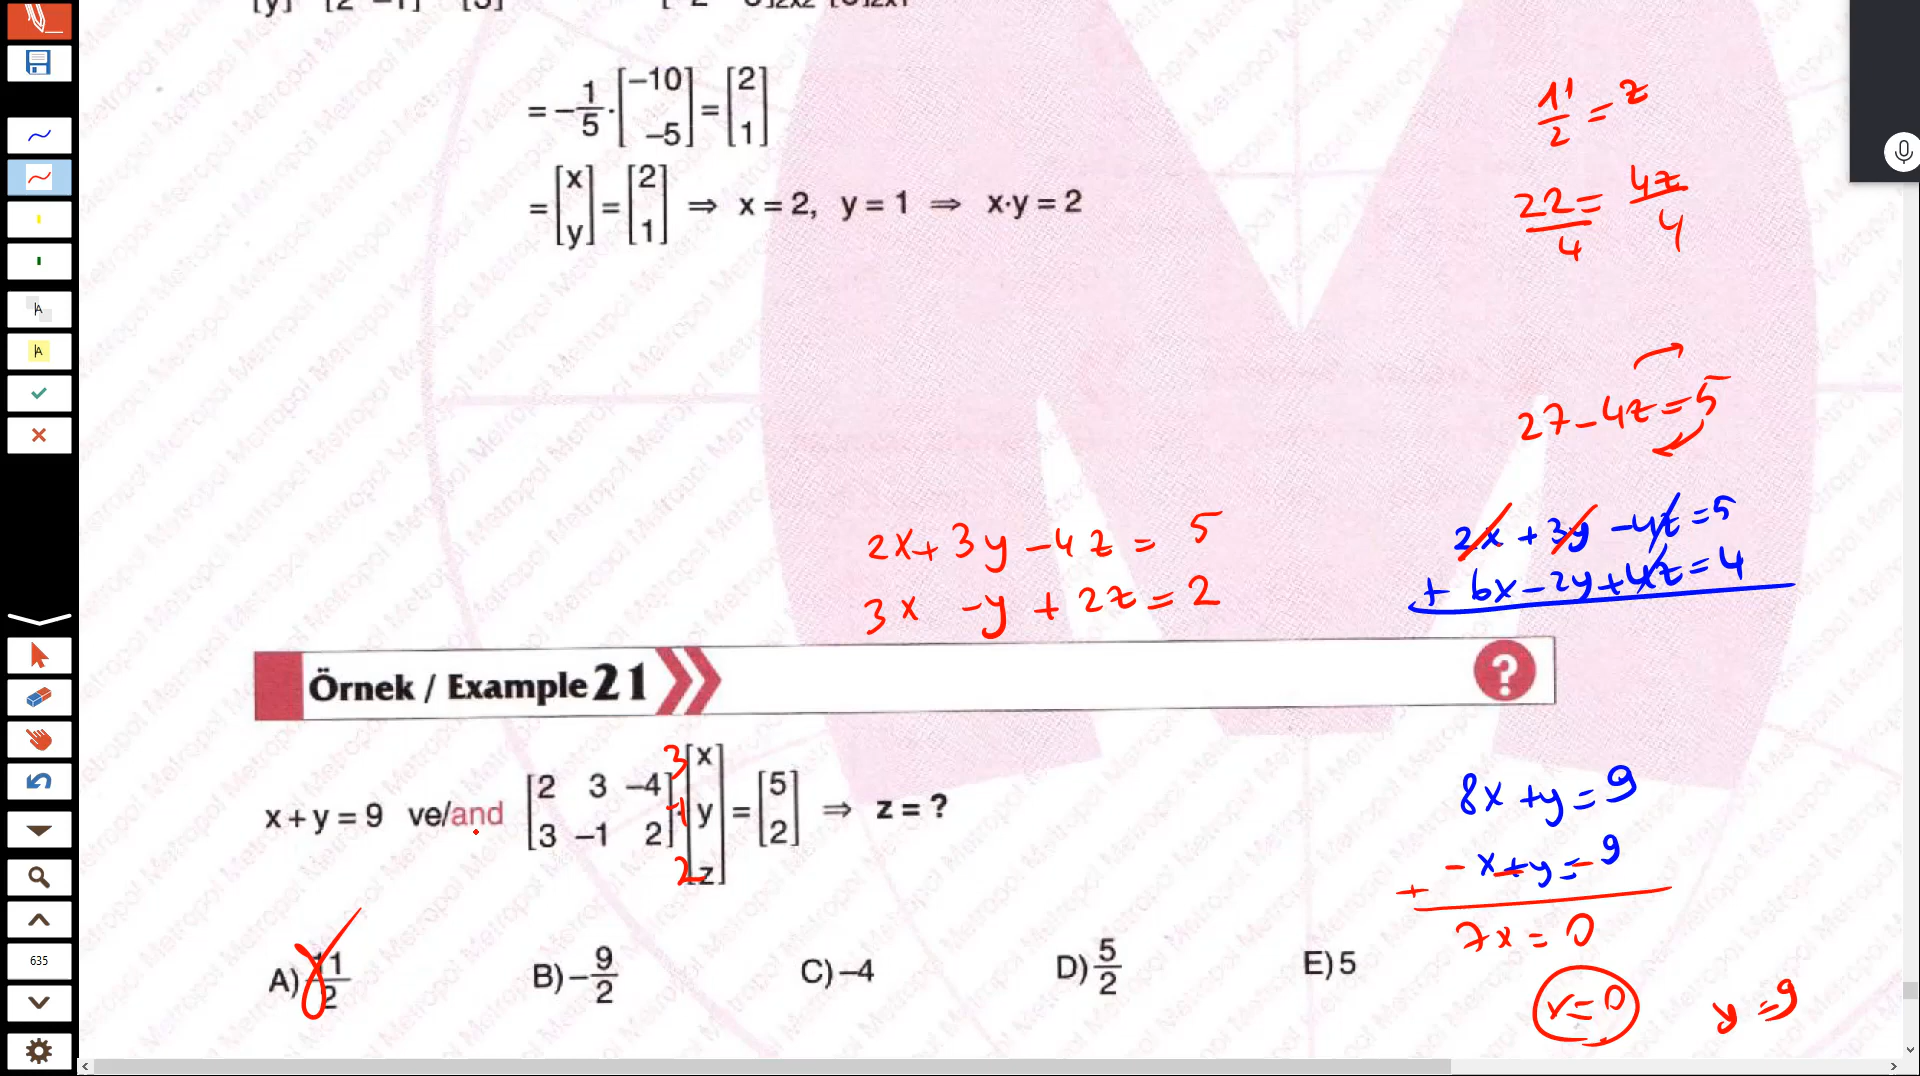 = -1/5 · [-10 -5] = [2 1]
= [x y] = [2 1] ⇒ x = 2, y = 1 ⇒ x·y = 2
11/2 = z
22/4 = 4z/4
27 - 4z = 5
2x + 3y - 4z = 5
3x - y + 2z = 2
2x + 3y - 4z = 5
+ 6x - 2y + 4z = 4
Örnek / Example 21
?
x + y = 9 ve/and [2 3 -4 3 -1 2] · [x y z] = [5 2] ⇒ z = ?
3
-1
2
A) 11/2 B) -9/2 C) -4 D) 5/2 E) 5
8x + y = 9
- x + y = - 9
+
7x = 0
x = 0 y = 9
635